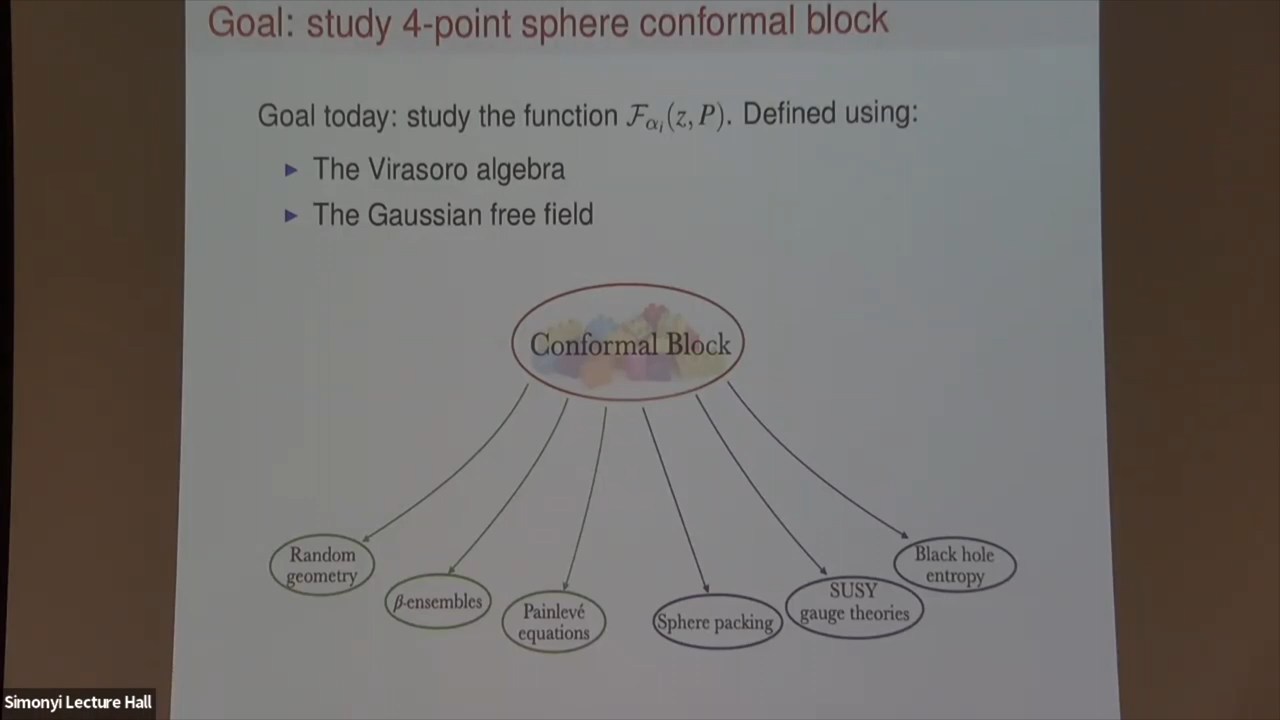 Goal: study 4-point sphere conformal block
Goal today: study the function 𝓕_{α_i}(z, P). Defined using:
▶ The Virasoro algebra
▶ The Gaussian free field
Conformal Block
Random
geometry
β-ensembles
Painlevé
equations
Sphere packing
SUSY
gauge theories
Black hole
entropy
Simonyi Lecture Hall